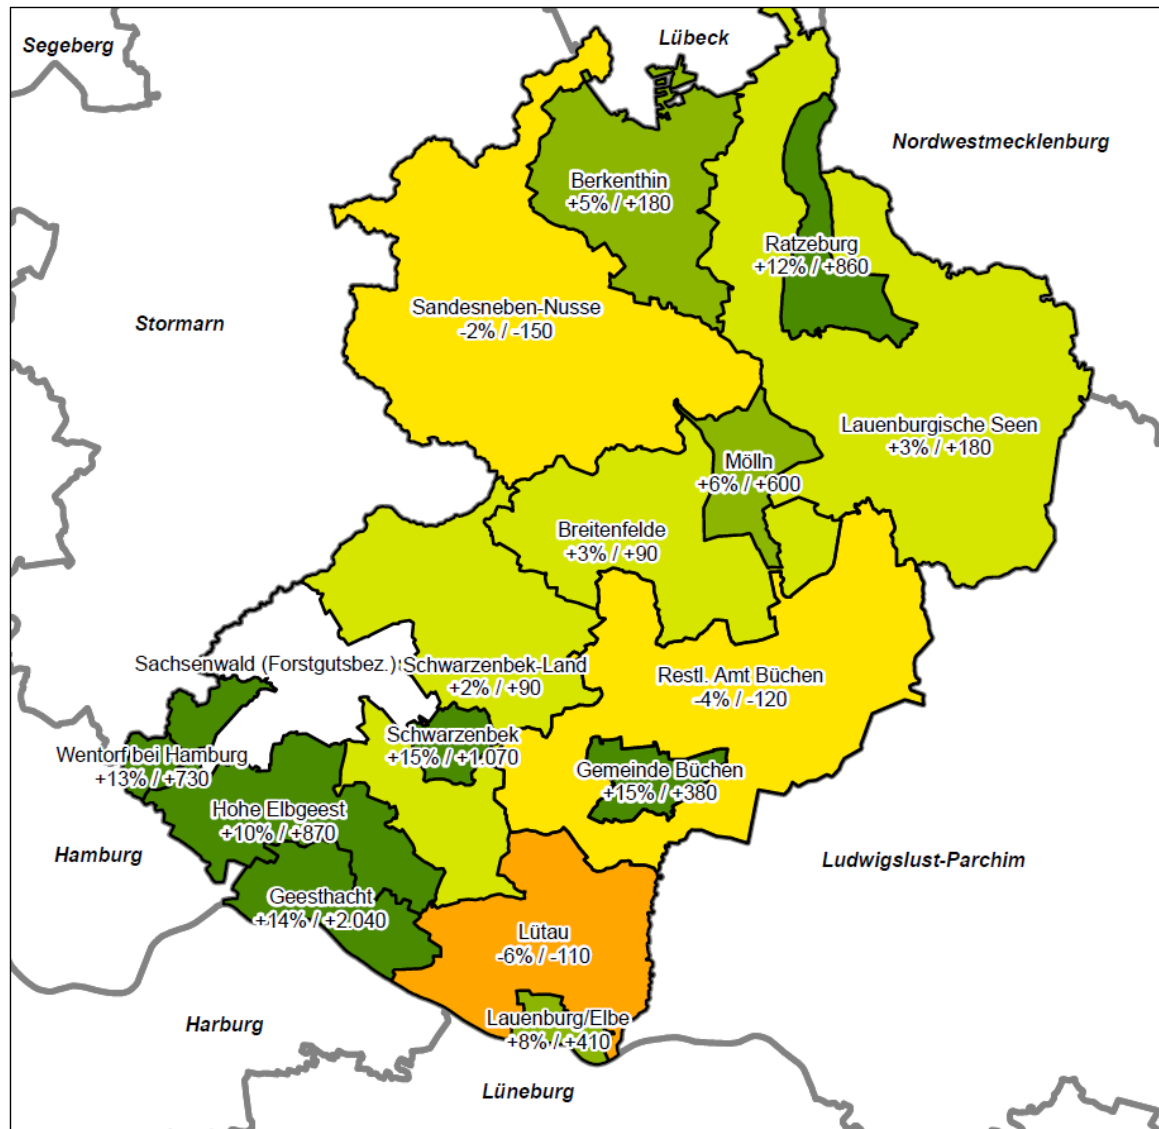 Segeberg
Lübeck
Nordwestmecklenburg
Berkenthin
+5% / +180
Ratzeburg
+12% / +860
Stormarn
Sandesneben-Nusse
-2% / -150
Lauenburgische Seen
+3% / +180
Mölln
+6% / +600
Breitenfelde
+3% / +90
Sachsenwald (Forstgutsbez.)
Schwarzenbek-Land
+2% / +90
Restl. Amt Büchen
-4% / -120
Schwarzenbek
+15% / +1.070
Wentorf bei Hamburg
+13% / +730
Gemeinde Büchen
+15% / +380
Hohe Elbgeest
+10% / +870
Hamburg
Ludwigslust-Parchim
Geesthacht
+14% / +2.040
Lütau
-6% / -110
Harburg
Lauenburg/Elbe
+8% / +410
Lüneburg